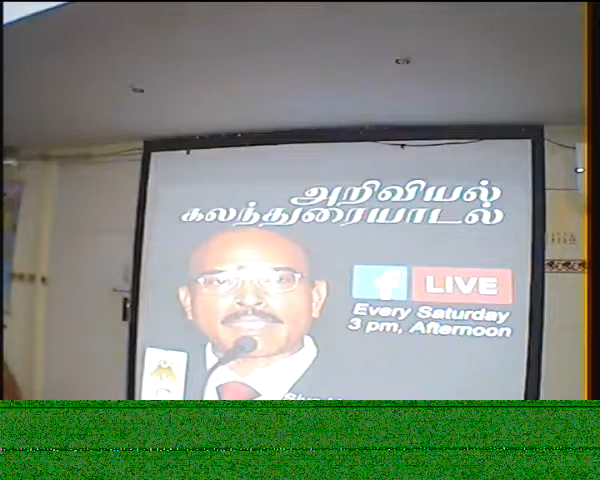 அறிவியல்
கலந்துரையாடல்
f LIVE
Every Saturday
3 pm, Afternoon